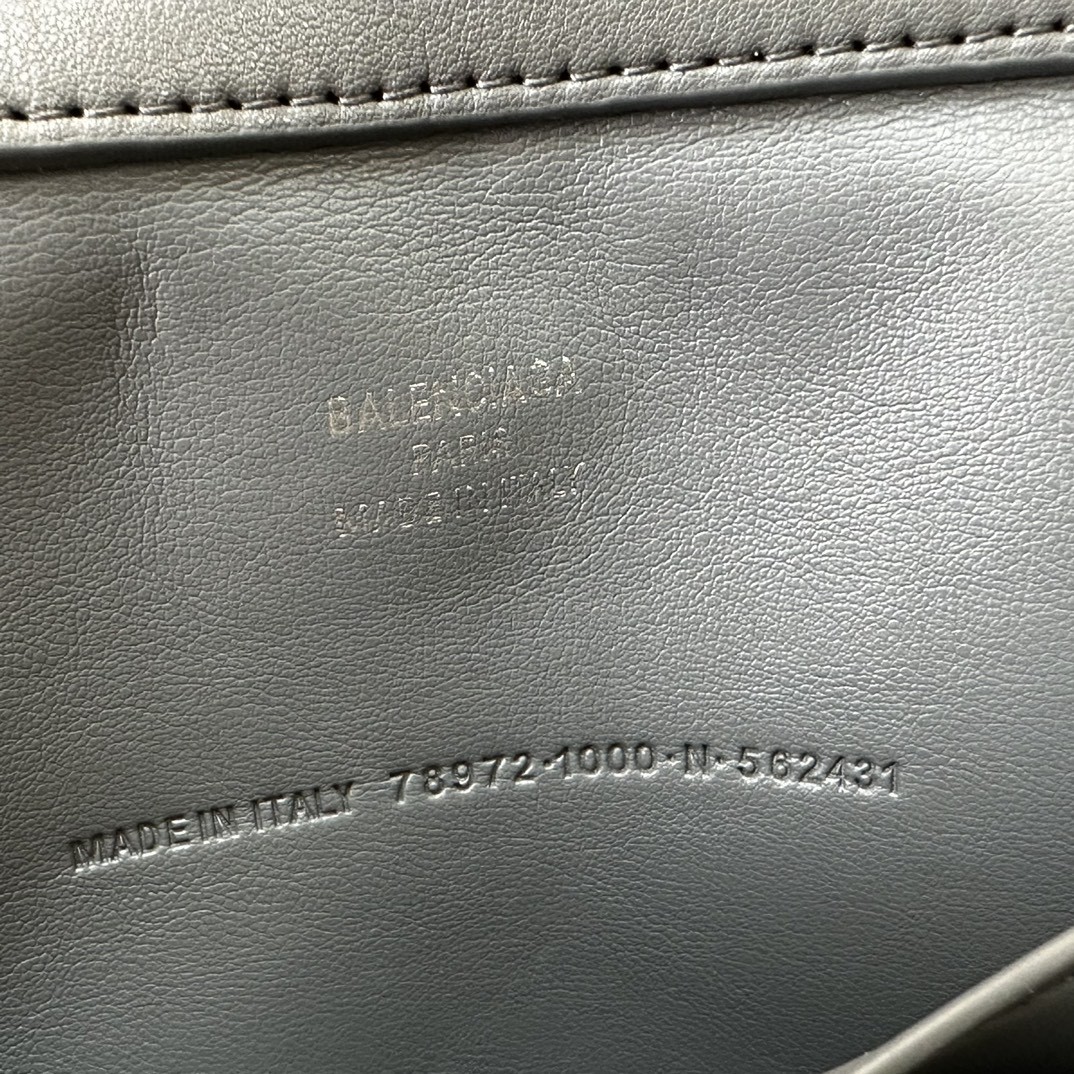 BALENCIAGA
PARIS
MADE IN ITALY
MADE IN ITALY 78972·1000·N·562431